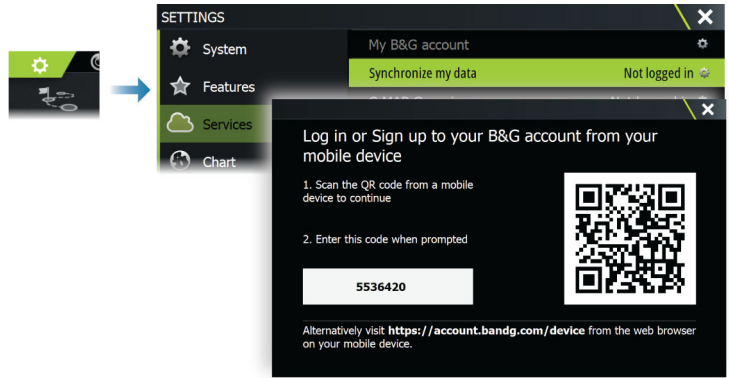 SETTINGS
System
My B&G account
Features
Synchronize my data
Not logged in
Services
Chart
Log in or Sign up to your B&G account from your
mobile device
1. Scan the QR code from a mobile
device to continue
2. Enter this code when prompted
5536420
Alternatively visit https://account.bandg.com/device from the web browser
on your mobile device.